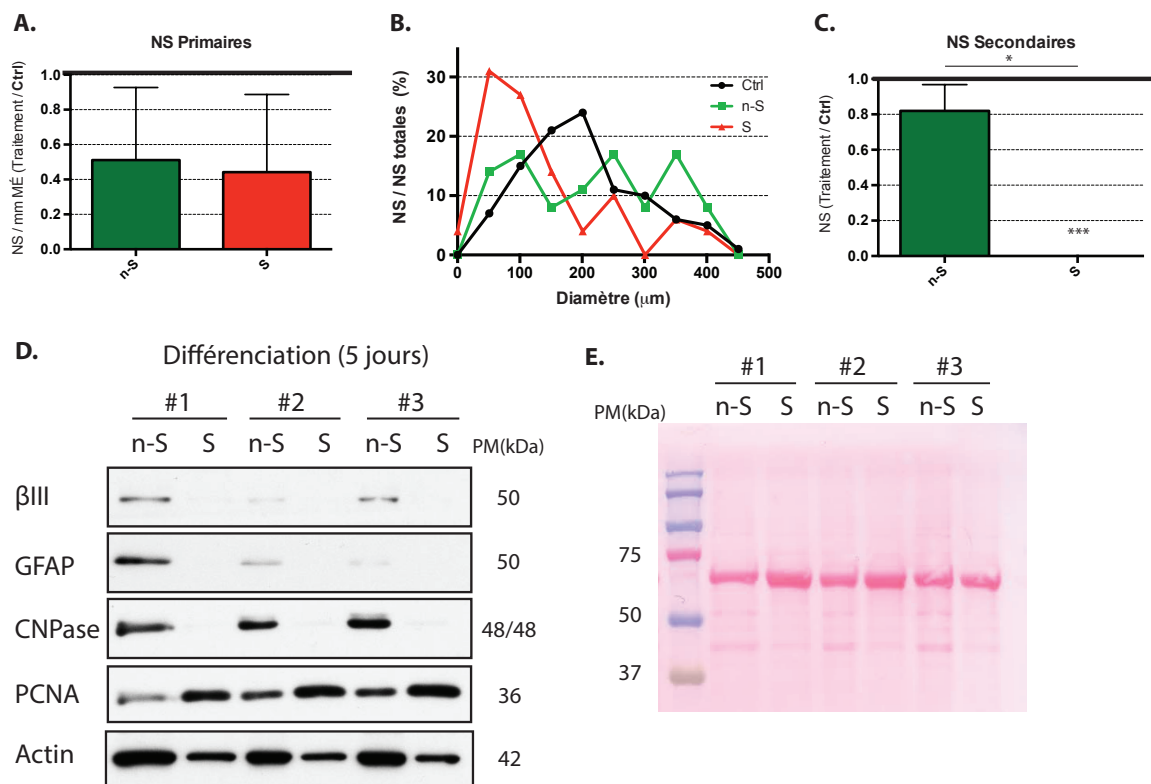 A.
NS Primaires
NS / mm MÉ (Traitement / Ctrl)
1.0
0.8
0.6
0.4
0.2
0.0
n-S
S
B.
NS / NS totales (%)
30
20
10
0
Ctrl
n-S
S
0
100
200
300
400
500
Diamètre (μm)
C.
NS Secondaires
*
NS (Traitement / Ctrl)
1.0
0.8
0.6
0.4
0.2
0.0
***
n-S
S
D.
Différenciation (5 jours)
#1 #2 #3
n-S S n-S S n-S S PM(kDa)
βIII 50
GFAP 50
CNPase 48/48
PCNA 36
Actin 42
E.
#1 #2 #3
PM(kDa) n-S S n-S S n-S S
75
50
37